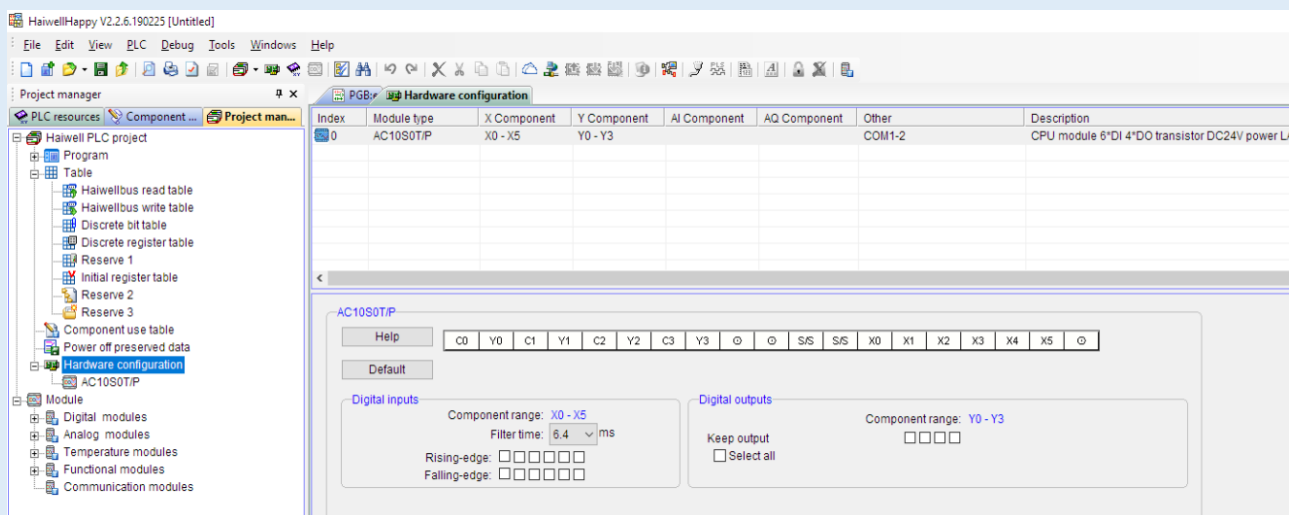 HaiwellHappy V2.2.6.190225 [Untitled]
File Edit View PLC Debug Tools Windows Help
Project manager
PLC resources Component ... Project man...
Haiwell PLC project
Program
Table
Haiwellbus read table
Haiwellbus write table
Discrete bit table
Discrete register table
Reserve 1
Initial register table
Reserve 2
Reserve 3
Component use table
Power off preserved data
Hardware configuration
AC10S0T/P
Module
Digital modules
Analog modules
Temperature modules
Functional modules
Communication modules
PGB: Hardware configuration
Index Module type X Component Y Component AI Component AQ Component Other Description
0 AC10S0T/P X0 - X5 Y0 - Y3 COM1-2 CPU module 6*DI 4*DO transistor DC24V power LA
AC10S0T/P
Help
C0 Y0 C1 Y1 C2 Y2 C3 Y3 S/S S/S X0 X1 X2 X3 X4 X5
Default
Digital inputs
Component range: X0 - X5
Filter time: 6.4 ms
Rising-edge:
Falling-edge:
Digital outputs
Component range: Y0 - Y3
Keep output
Select all